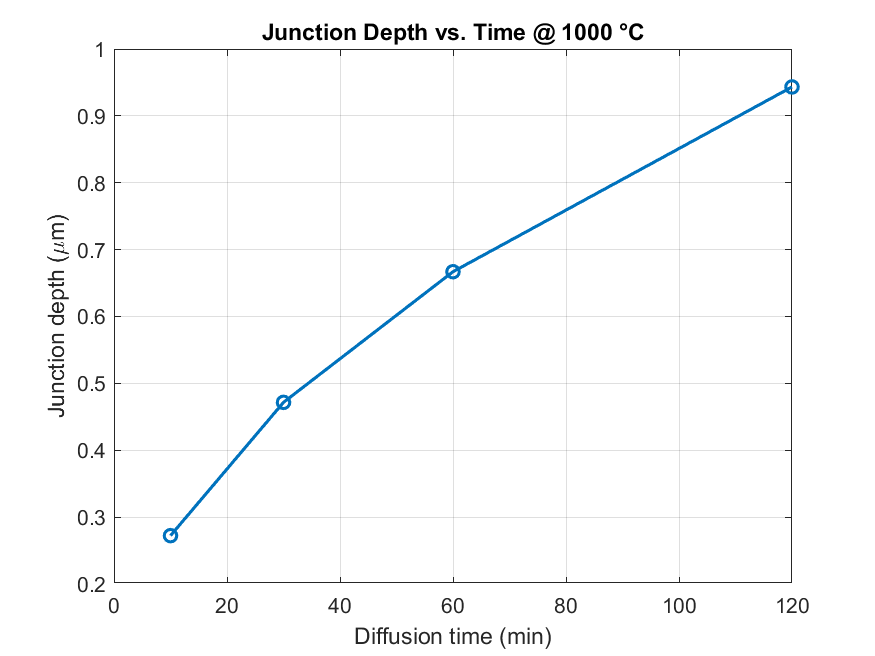 Junction Depth vs. Time @ 1000 °C
1
0.9
0.8
0.7
0.6
0.5
0.4
0.3
0.2
Junction depth (μm)
0 20 40 60 80 100 120
Diffusion time (min)